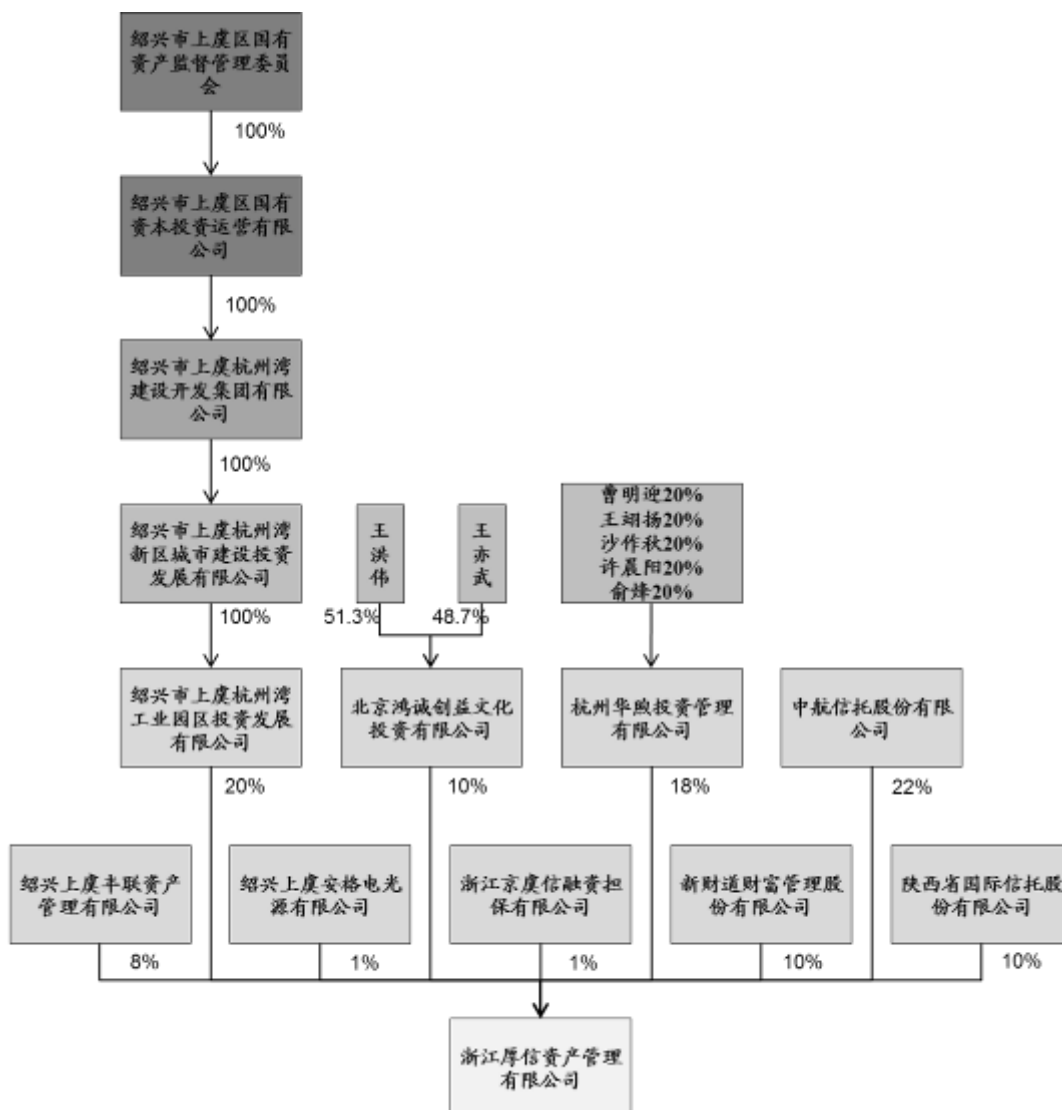 绍兴市上虞区国有
资产监督管理委员
会
100%
绍兴市上虞区国有
资本投资运营有限
公司
100%
绍兴市上虞杭州湾
建设开发集团有限
公司
100%
绍兴市上虞杭州湾
新区城市建设投资
发展有限公司
王
洪
伟
王
亦
武
曹明迎20%
王翊扬20%
沙作秋20%
许晨阳20%
俞烽20%
100%
51.3%
48.7%
绍兴市上虞杭州湾
工业园区投资发展
有限公司
北京鸿诚创益文化
投资有限公司
杭州华煦投资管理
有限公司
中航信托股份有限
公司
20%
10%
18%
22%
绍兴上虞丰联资产
管理有限公司
绍兴上虞安格电光
源有限公司
浙江京虞信融资担
保有限公司
新财道财富管理股
份有限公司
陕西省国际信托股
份有限公司
8%
1%
1%
10%
10%
浙江厚信资产管理
有限公司